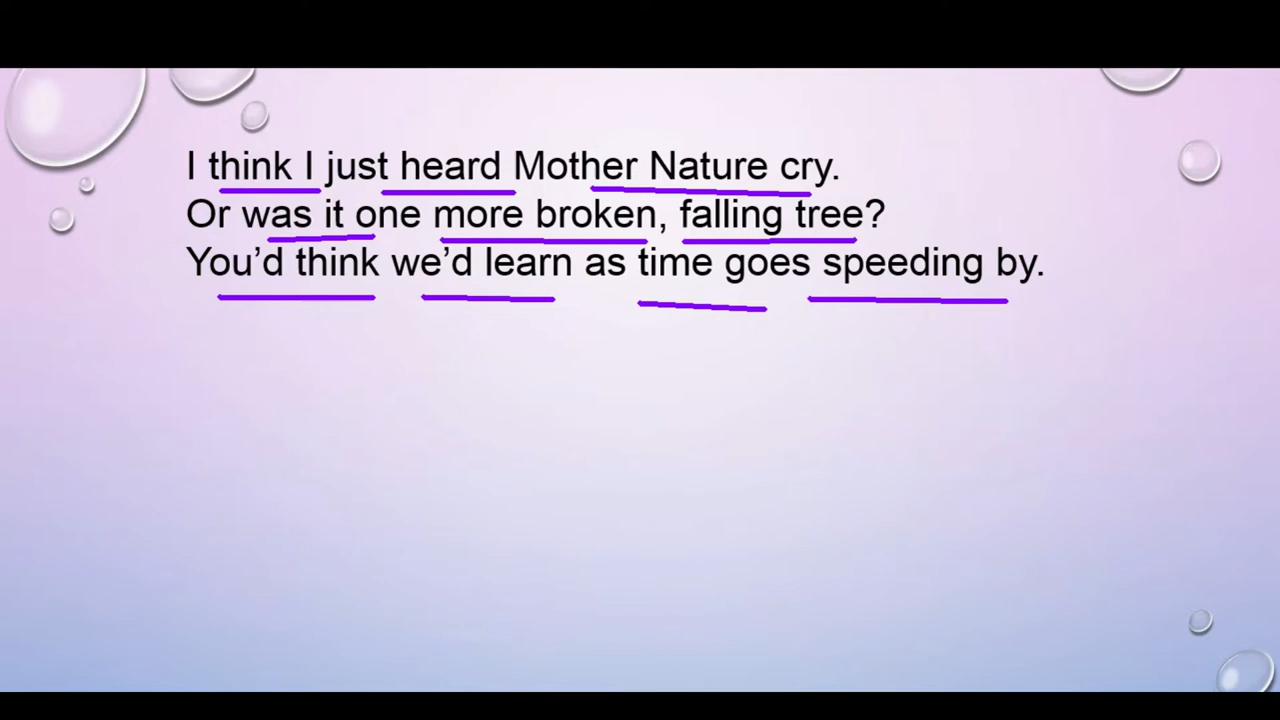 I think I just heard Mother Nature cry.
Or was it one more broken, falling tree?
You’d think we’d learn as time goes speeding by.